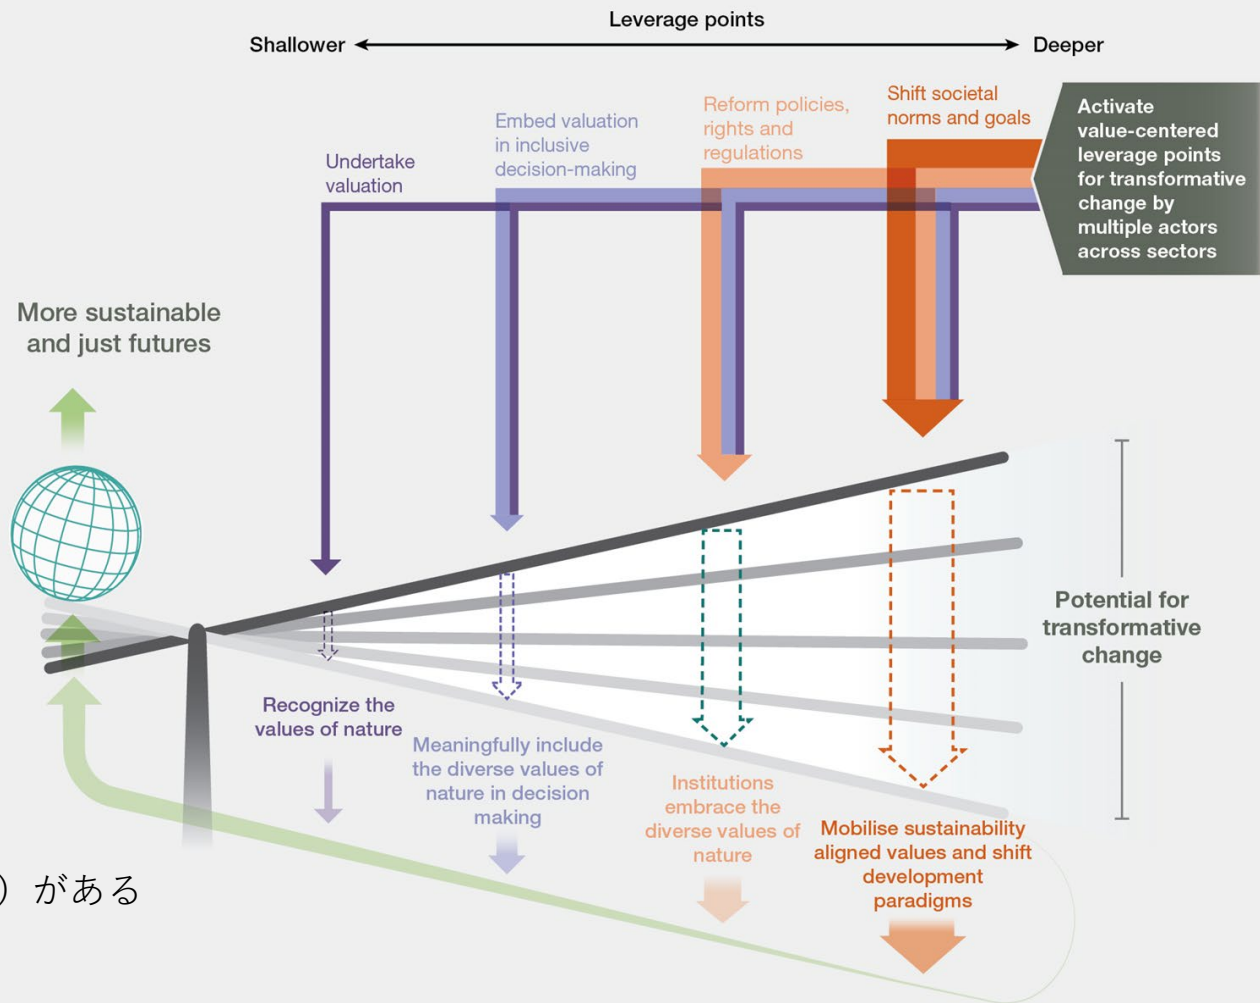 Leverage points
Shallower
Deeper
Shift societal
norms and goals
Reform policies,
rights and
regulations
Embed valuation
in inclusive
decision-making
Undertake
valuation
Activate
value-centered
leverage points
for transformative
change by
multiple actors
across sectors
More sustainable
and just futures
Potential for
transformative
change
Recognize the
values of nature
Meaningfully include
the diverse values of
nature in decision
making
Institutions
embrace the
diverse values of
nature
Mobilise sustainability
aligned values and shift
development
paradigms
）がある